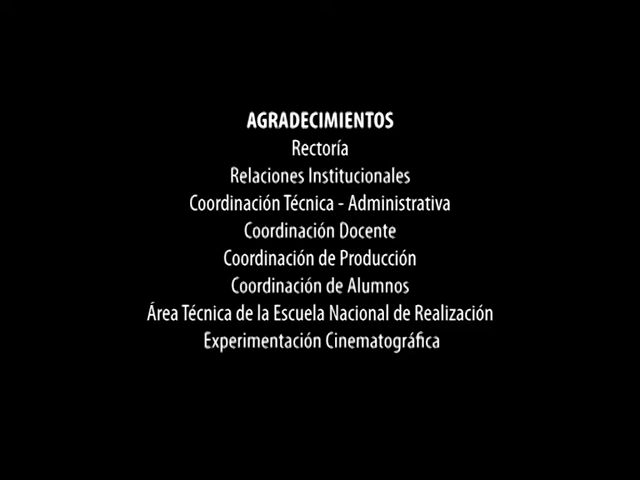 AGRADECIMIENTOS
Rectoría
Relaciones Institucionales
Coordinación Técnica - Administrativa
Coordinación Docente
Coordinación de Producción
Coordinación de Alumnos
Área Técnica de la Escuela Nacional de Realización
Experimentación Cinematográfica